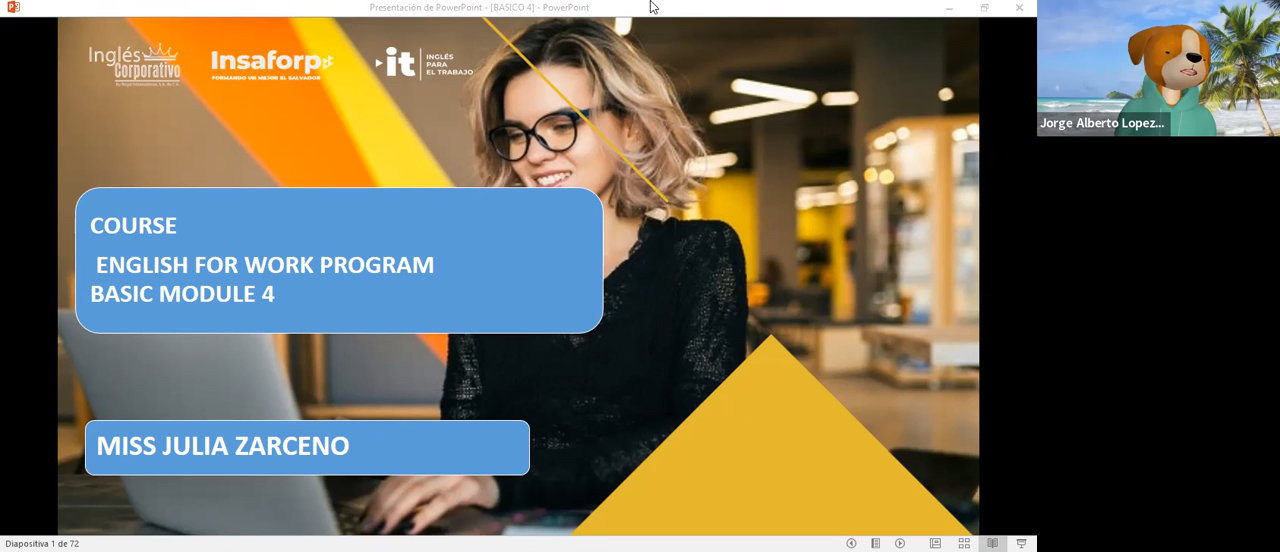 Presentación de PowerPoint - [BASICO 4] - PowerPoint
Inglés
Corporativo
Insaforp
FORMANDO UN MEJOR EL SALVADOR
it
INGLÉS
PARA
EL TRABAJO
Jorge Alberto Lopez...
COURSE
ENGLISH FOR WORK PROGRAM
BASIC MODULE 4
MISS JULIA ZARCENO
Diapositiva 1 de 72